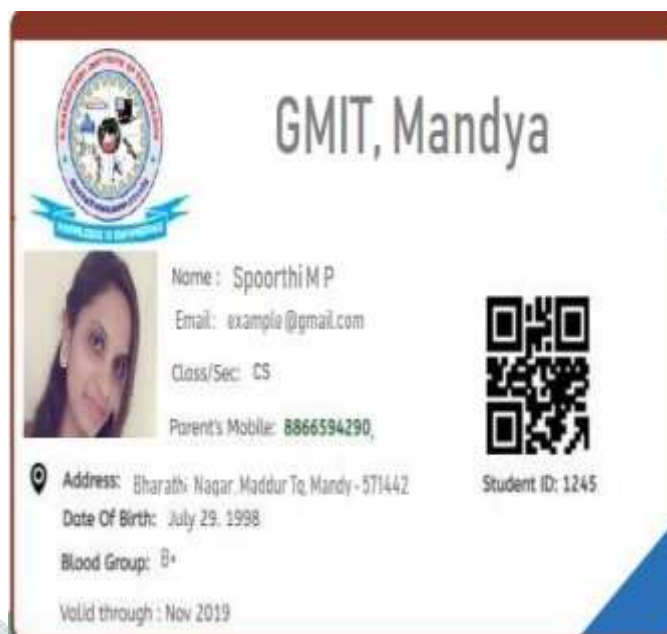 GMIT, Mandya
Name : Spoorthi M P
Email: example@gmail.com
Class/Sec: CS
Parent's Mobile: 8866594290,
Address: Bharathi Nagar, Maddur Tq, Mandy - 571442
Student ID: 1245
Date Of Birth: July 29. 1998
Blood Group: B+
Valid through : Nov 2019